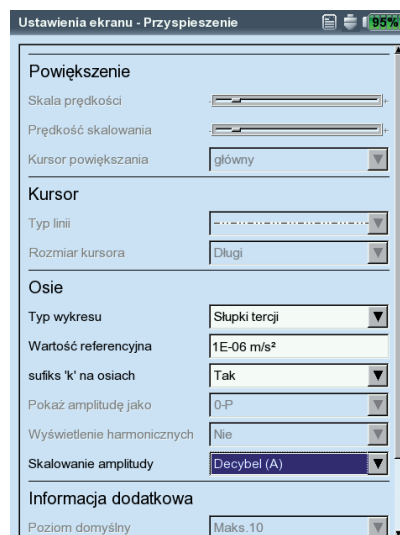 Ustawienia ekranu - Przyspieszenie 95%
Powiększenie
Skala prędkości - +
Prędkość skalowania - +
Kursor powiększania główny
Kursor
Typ linii
Rozmiar kursora Długi
Osie
Typ wykresu Słupki tercji
Wartość referencyjna 1E-06 m/s²
sufiks 'k' na osiach Tak
Pokaż amplitudę jako 0-P
Wyświetlenie harmonicznych Nie
Skalowanie amplitudy Decybel (A)
Informacja dodatkowa
Poziom domyślny Maks.10